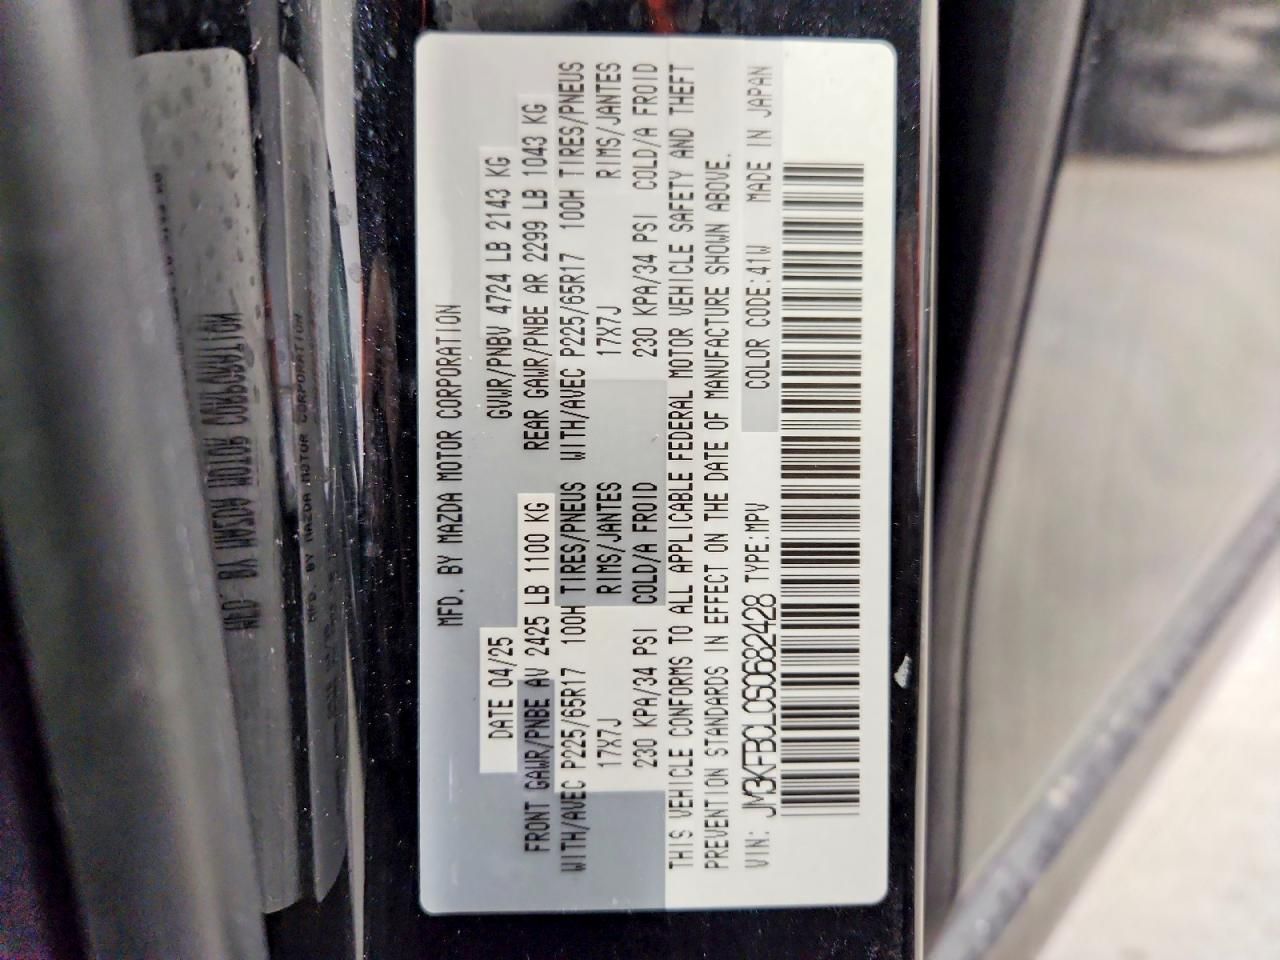 MFD. BY MAZDA MOTOR CORPORATION
DATE 04/25 GVWR/PNBV 4724 LB 2143 KG
FRONT GAWR/PNBE AV 2425 LB 1100 KG REAR GAWR/PNBE AR 2299 LB 1043 KG
WITH/AVEC P225/65R17 100H TIRES/PNEUS WITH/AVEC P225/65R17 100H TIRES/PNEUS
17X7J RIMS/JANTES 17X7J RIMS/JANTES
230 KPA/34 PSI COLD/A FROID 230 KPA/34 PSI COLD/A FROID
THIS VEHICLE CONFORMS TO ALL APPLICABLE FEDERAL MOTOR VEHICLE SAFETY AND THEFT
PREVENTION STANDARDS IN EFFECT ON THE DATE OF MANUFACTURE SHOWN ABOVE.
VIN: JM3KFBCL0S0682428 TYPE:MPV COLOR CODE:41W MADE IN JAPAN